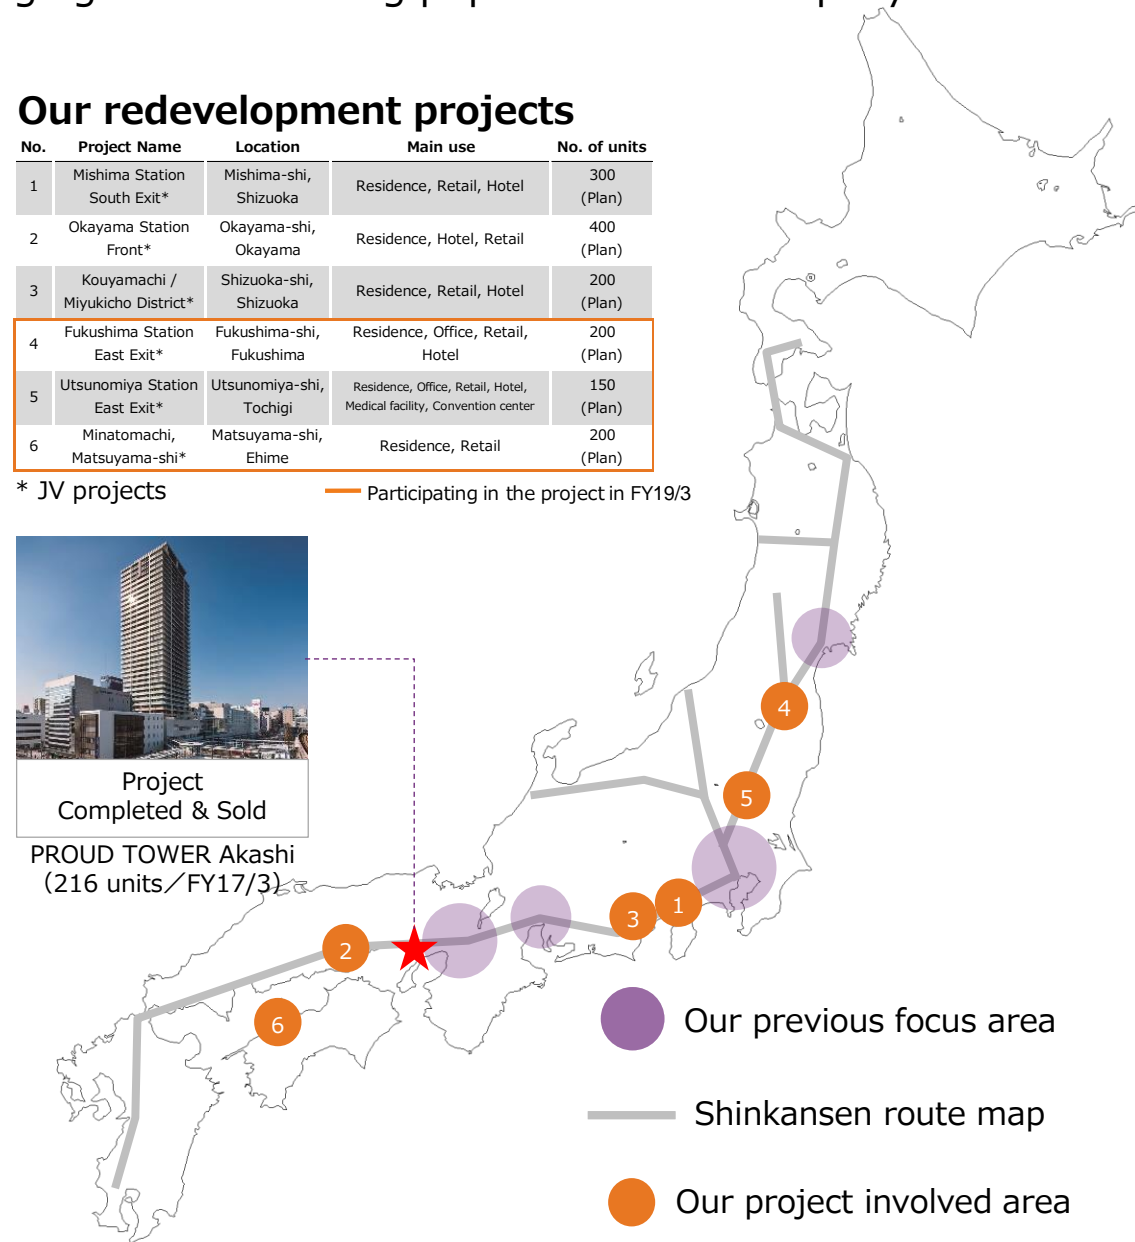 Our redevelopment projects
No. Project Name Location Main use No. of units
1 Mishima Station South Exit* Mishima-shi, Shizuoka Residence, Retail, Hotel 300 (Plan)
2 Okayama Station Front* Okayama-shi, Okayama Residence, Hotel, Retail 400 (Plan)
3 Kouyamachi / Miyukicho District* Shizuoka-shi, Shizuoka Residence, Retail, Hotel 200 (Plan)
4 Fukushima Station East Exit* Fukushima-shi, Fukushima Residence, Office, Retail, Hotel 200 (Plan)
5 Utsunomiya Station East Exit* Utsunomiya-shi, Tochigi Residence, Office, Retail, Hotel, Medical facility, Convention center 150 (Plan)
6 Minatomachi, Matsuyama-shi* Matsuyama-shi, Ehime Residence, Retail 200 (Plan)
* JV projects
Participating in the project in FY19/3
Project
Completed & Sold
PROUD TOWER Akashi
（216 units／FY17/3）
4
5
1
3
2
6
Our previous focus area
Shinkansen route map
Our project involved area